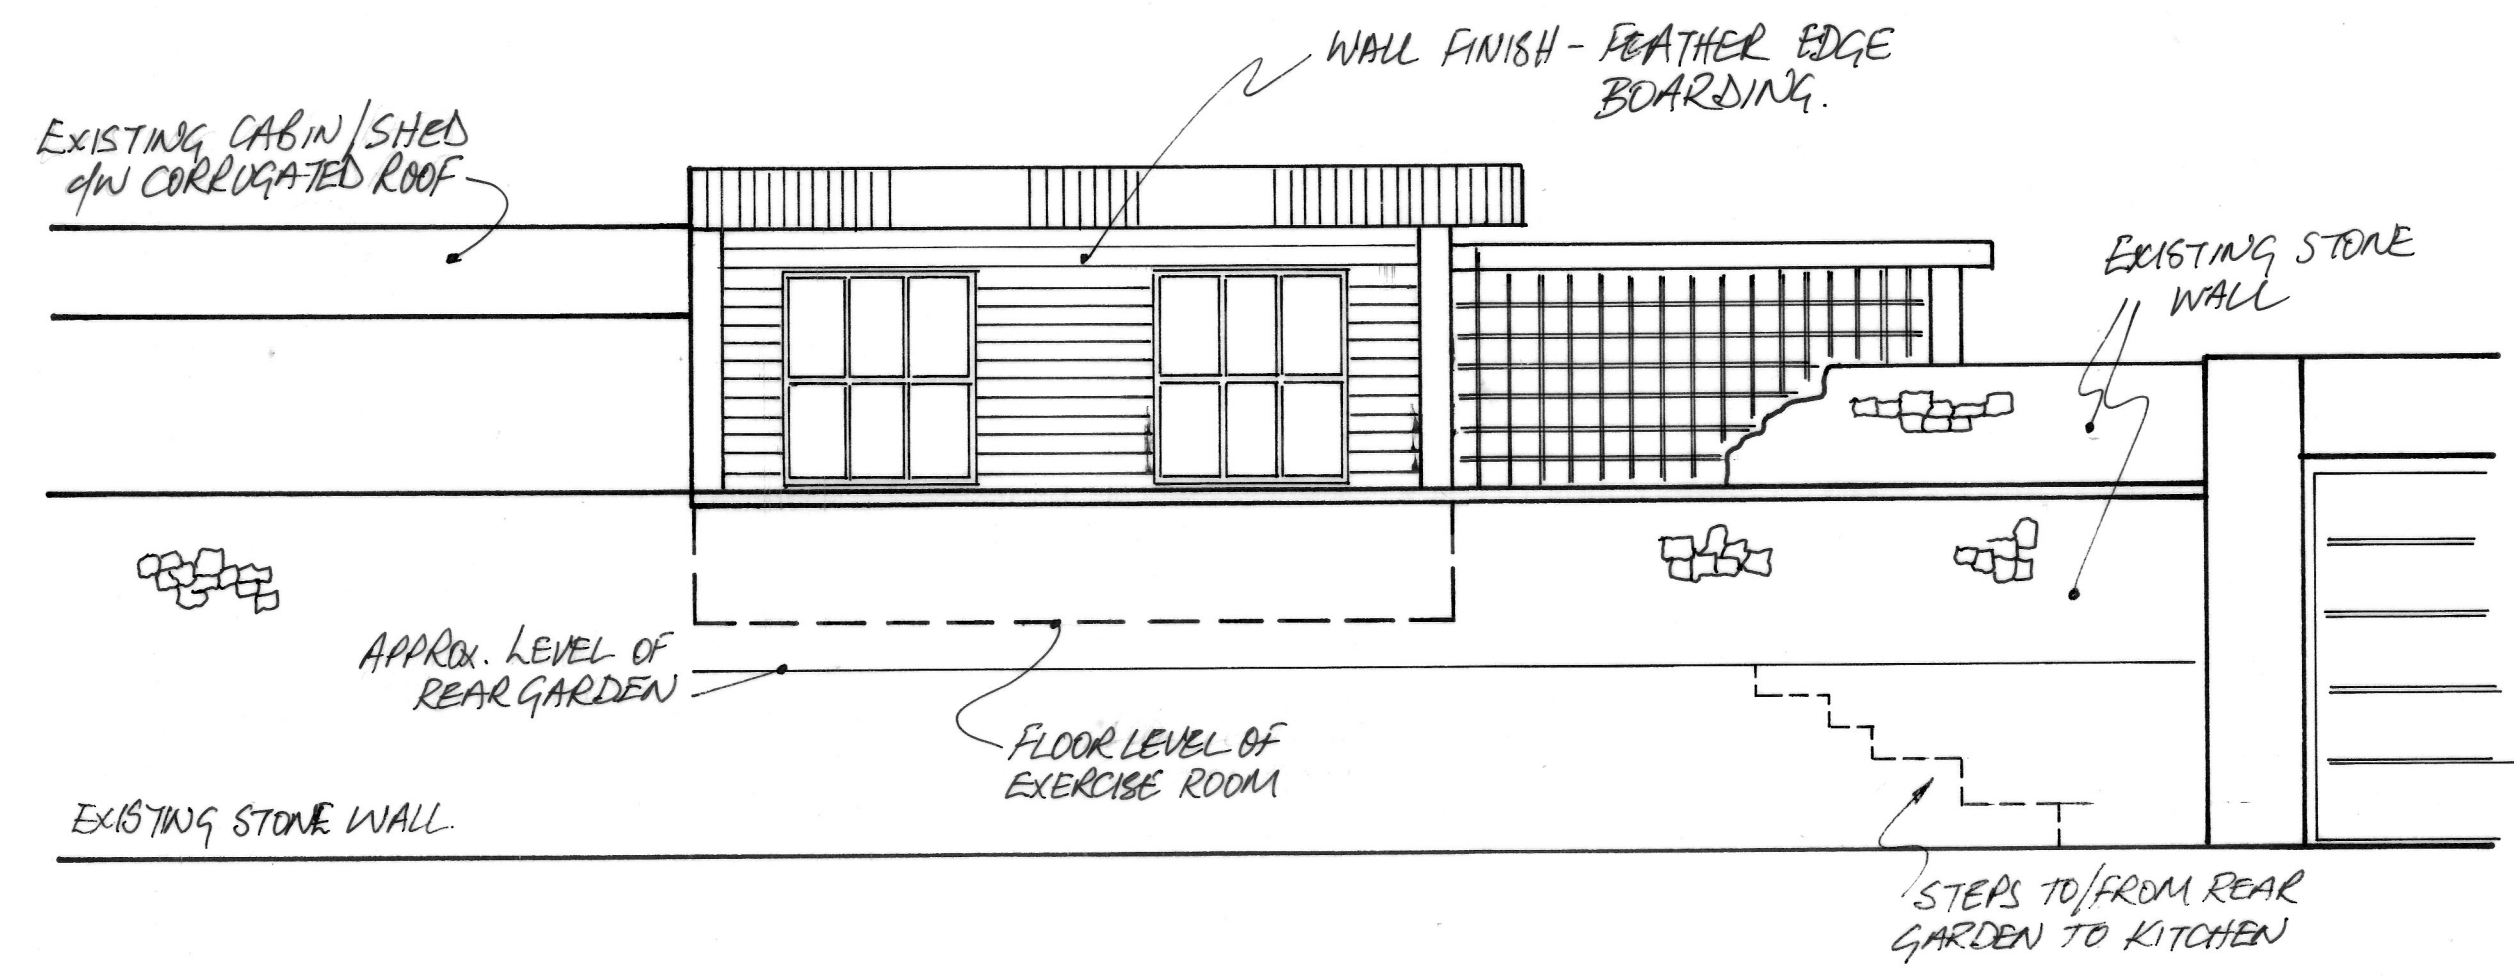 WALL FINISH - FEATHER EDGE
BOARDING.
EXISTING CABIN/SHED
c/w CORRUGATED ROOF
EXISTING STONE
WALL
APPROX. LEVEL OF
REAR GARDEN
FLOOR LEVEL OF
EXERCISE ROOM
EXISTING STONE WALL.
STEPS TO/FROM REAR
GARDEN TO KITCHEN